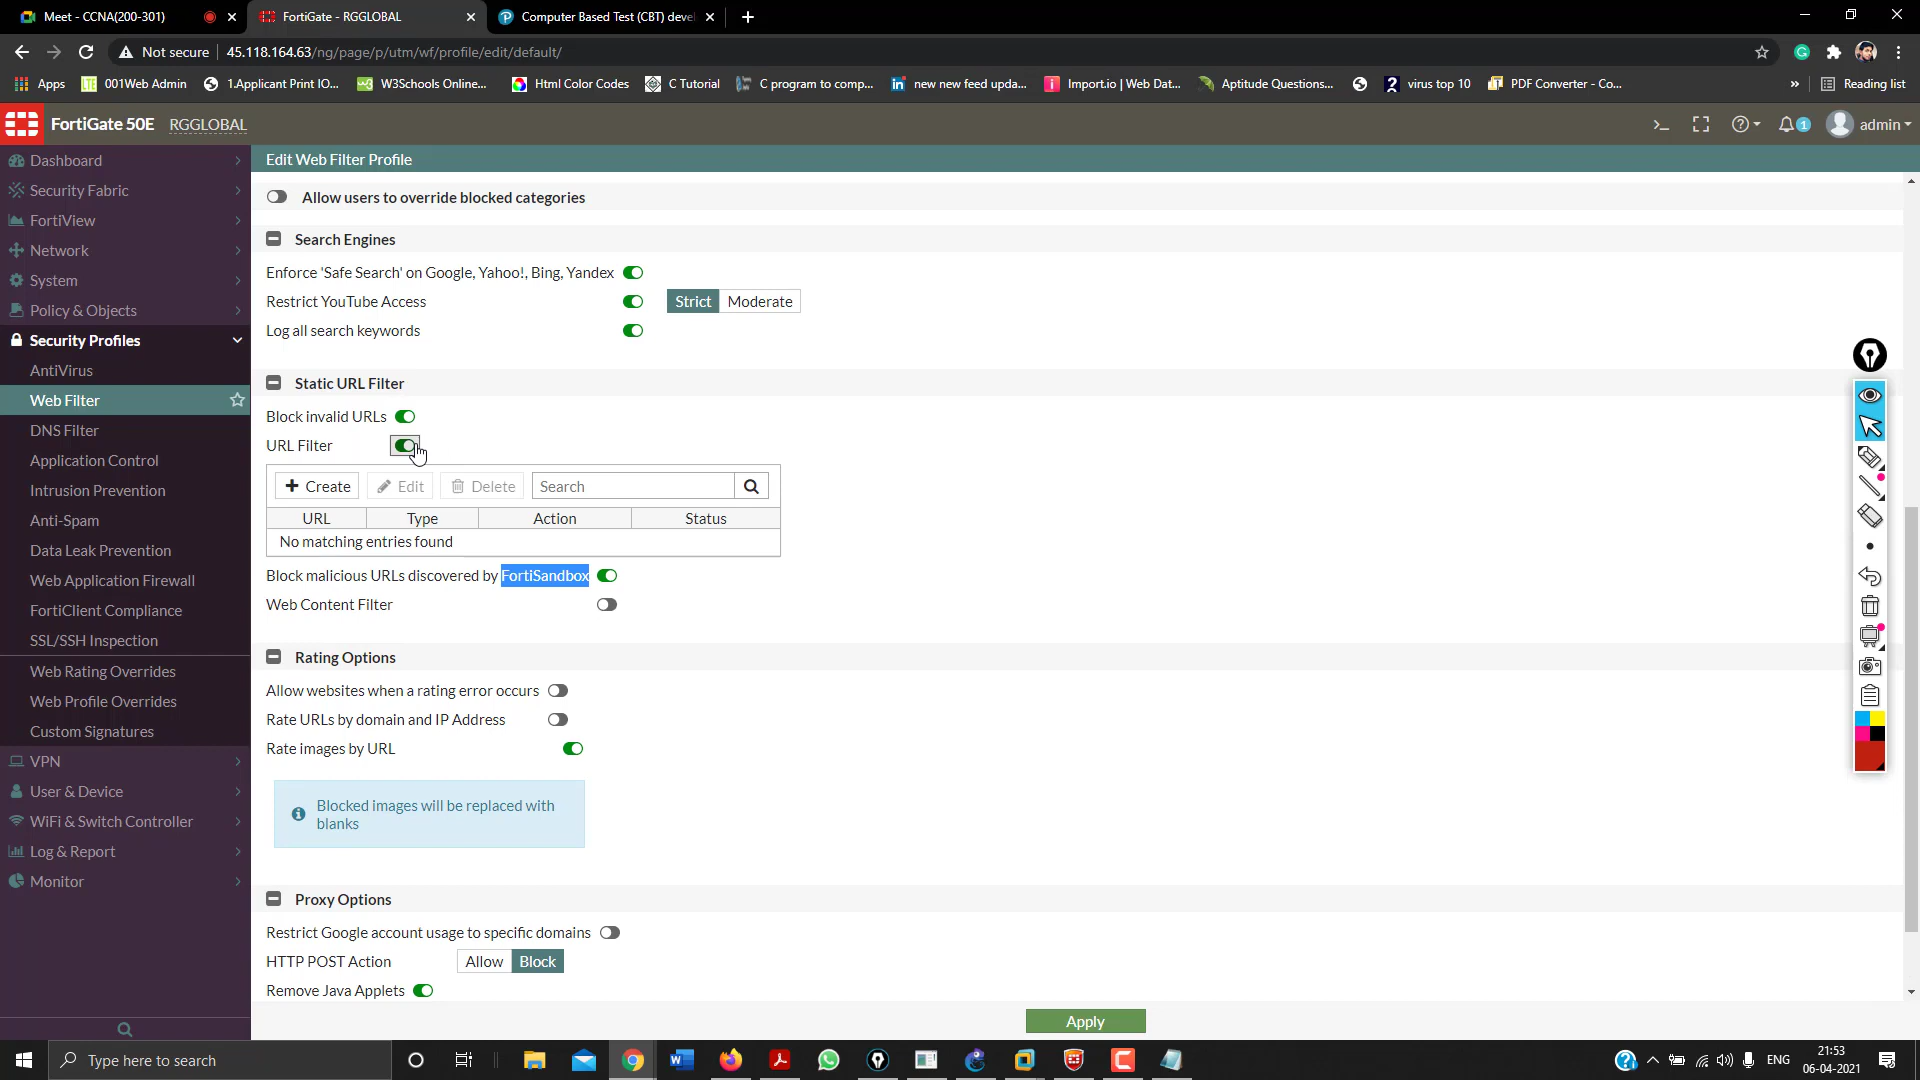 Meet - CCNA(200-301)
FortiGate - RGGLOBAL
Computer Based Test (CBT) deve
Not secure
45.118.164.63/ng/page/p/utm/wf/profile/edit/default/
Apps
001Web Admin
1.Applicant Print IO...
W3Schools Online...
Html Color Codes
C Tutorial
C program to comp...
new new feed upda...
Import.io | Web Dat...
Aptitude Questions...
virus top 10
PDF Converter - Co...
»
Reading list
FortiGate 50E
RGGLOBAL
1
admin
Edit Web Filter Profile
Dashboard
Security Fabric
FortiView
Network
System
Policy & Objects
Security Profiles
AntiVirus
Web Filter
DNS Filter
Application Control
Intrusion Prevention
Anti-Spam
Data Leak Prevention
Web Application Firewall
FortiClient Compliance
SSL/SSH Inspection
Web Rating Overrides
Web Profile Overrides
Custom Signatures
VPN
User & Device
WiFi & Switch Controller
Log & Report
Monitor
Allow users to override blocked categories
Search Engines
Enforce 'Safe Search' on Google, Yahoo!, Bing, Yandex
Restrict YouTube Access Strict Moderate
Log all search keywords
Static URL Filter
Block invalid URLs
URL Filter
Create Edit Delete Search
URL Type Action Status
No matching entries found
Block malicious URLs discovered by FortiSandbox
Web Content Filter
Rating Options
Allow websites when a rating error occurs
Rate URLs by domain and IP Address
Rate images by URL
Blocked images will be replaced with
blanks
Proxy Options
Restrict Google account usage to specific domains
HTTP POST Action Allow Block
Remove Java Applets
Apply
Type here to search
ENG
21:53
06-04-2021